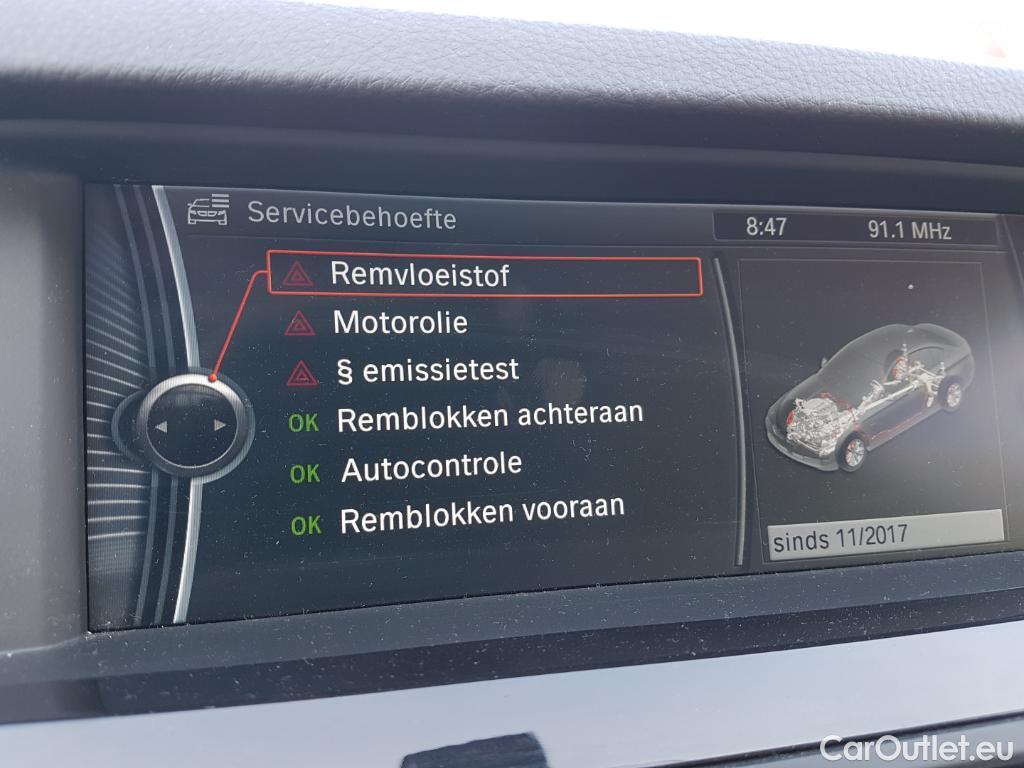 Servicebehoefte
8:47
91.1 MHz
Remvloeistof
Motorolie
§ emissietest
OK Remblokken achteraan
OK Autocontrole
OK Remblokken vooraan
sinds 11/2017
CarOutlet.eu